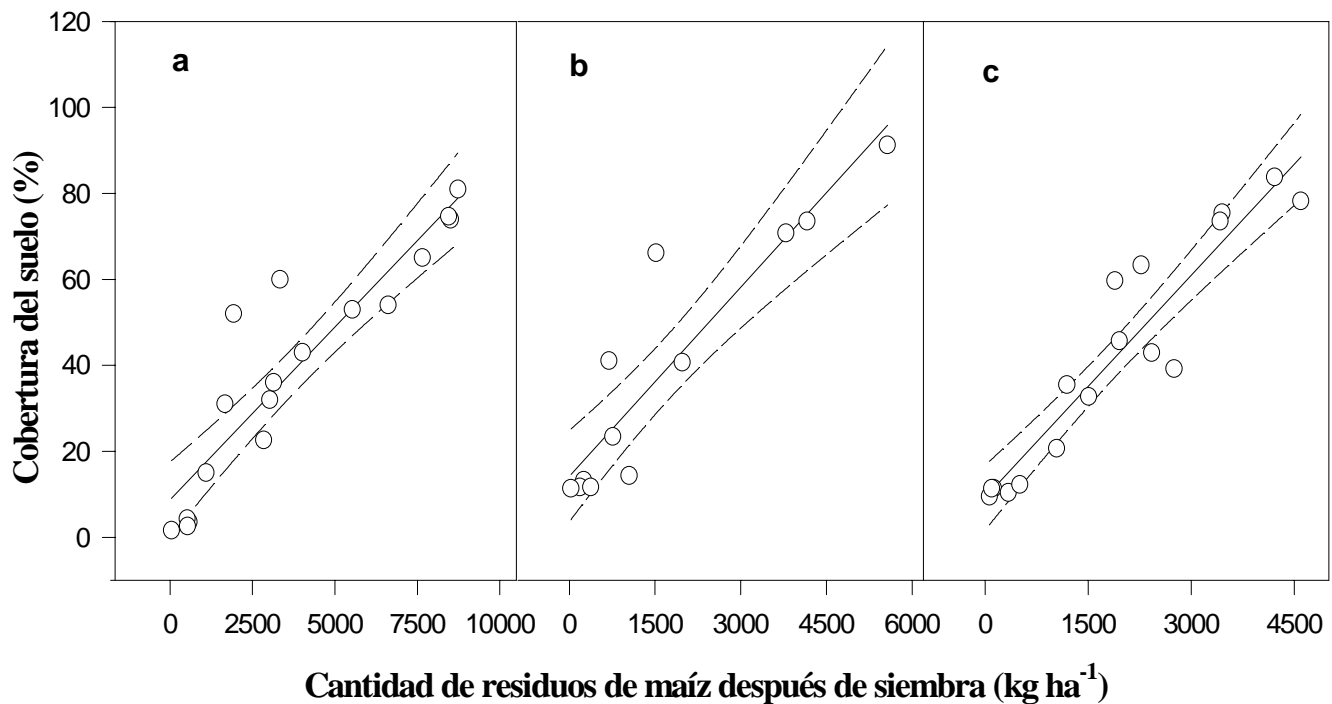 120
100
80
60
40
20
0
Cobertura del suelo (%)
a
b
c
0 2500 5000 7500 10000
0 1500 3000 4500 6000
0 1500 3000 4500
Cantidad de residuos de maíz después de siembra (kg ha⁻¹)